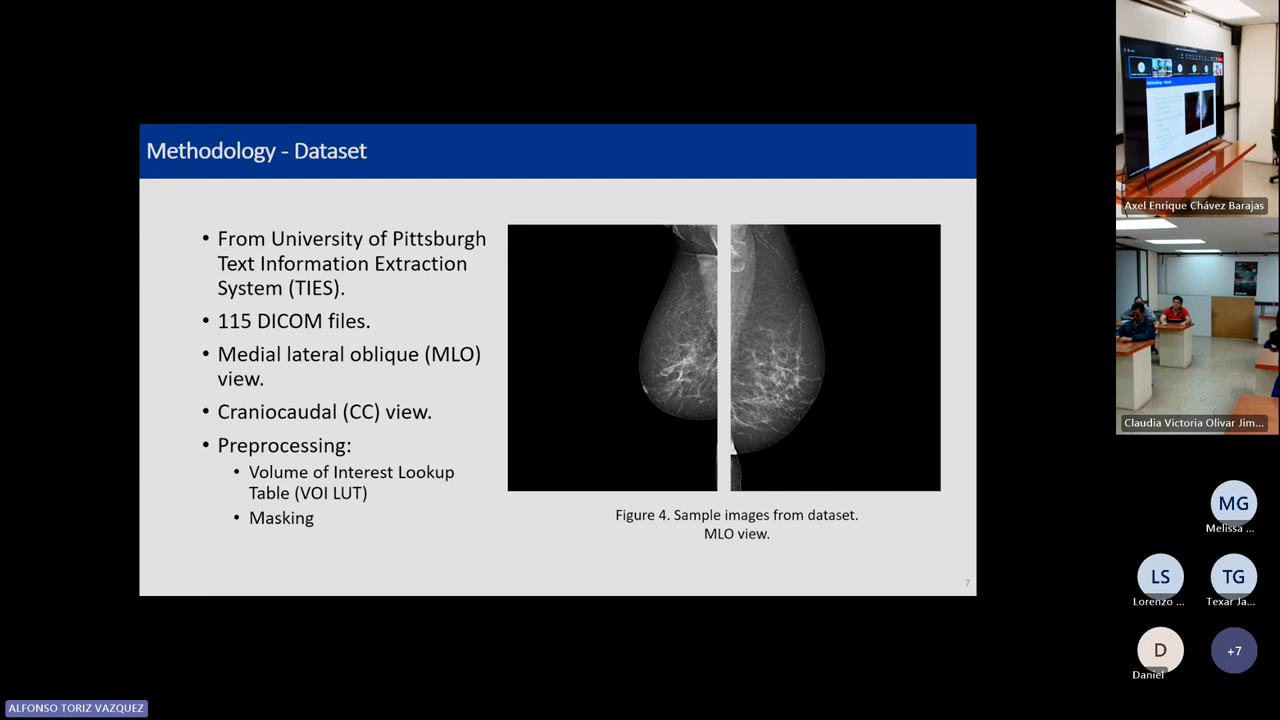 Methodology - Dataset
• From University of Pittsburgh
Text Information Extraction
System (TIES).
• 115 DICOM files.
• Medial lateral oblique (MLO)
view.
• Craniocaudal (CC) view.
• Preprocessing:
• Volume of Interest Lookup
Table (VOI LUT)
• Masking
Figure 4. Sample images from dataset.
MLO view.
7
Axel Enrique Chávez Barajas
Claudia Victoria Olivar Jim...
MG
Melissa ...
LS
Lorenzo ...
TG
Texar Ja...
D
Daniel
+7
ALFONSO TORIZ VAZQUEZ